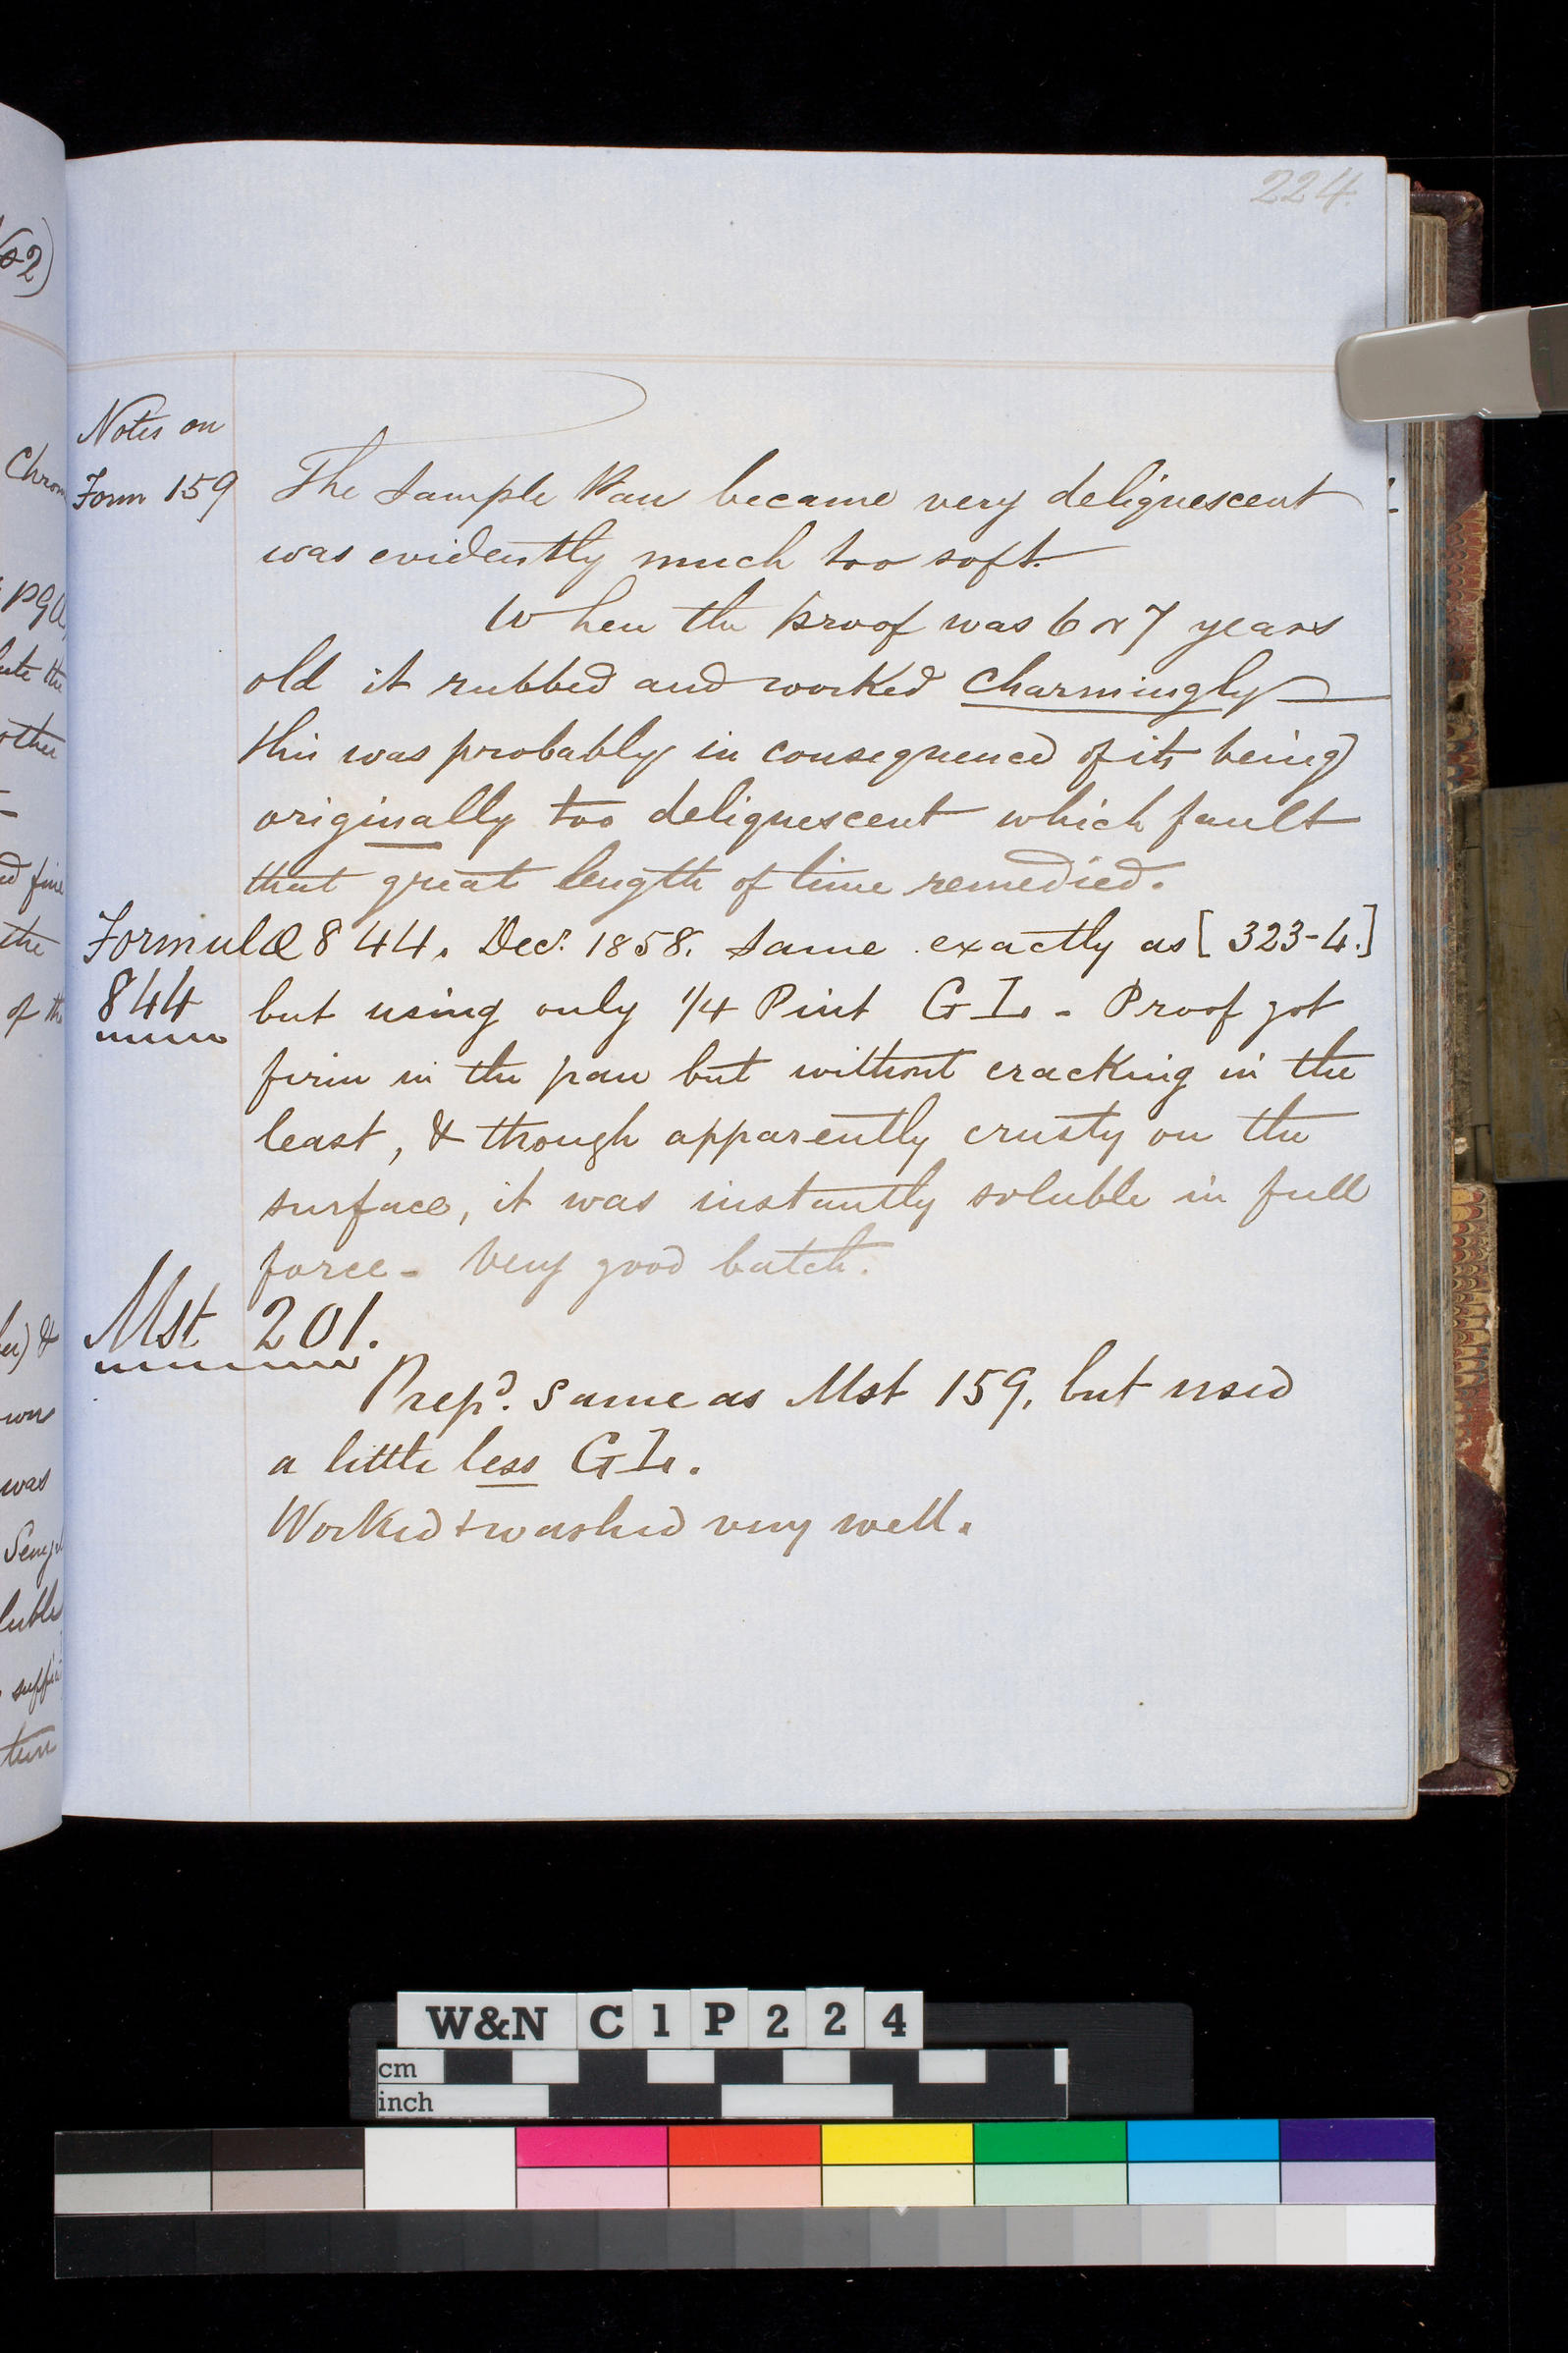 224.
Notes on
Form 159
The Sample Pan became very deliquescent
was evidently much too soft.
When the proof was 6 or 7 years
old it rubbed and worked charmingly
this was probably in consequence of its being
originally too deliquescent which fault
that great length of time remedied.
Formula 844. Decr. 1858. Same exactly as [323-4.]
844 but using only 1/4 Pint GL. - Proof got
firm in the pan but without cracking in the
least, & though apparently crusty on the
surface, it was instantly soluble in full
force - Very good batch.
Mst 201.
Prepd. Same as Mst 159, but used
a little less GL.
Worked + washed very well.
W&N C1P224
cm
inch